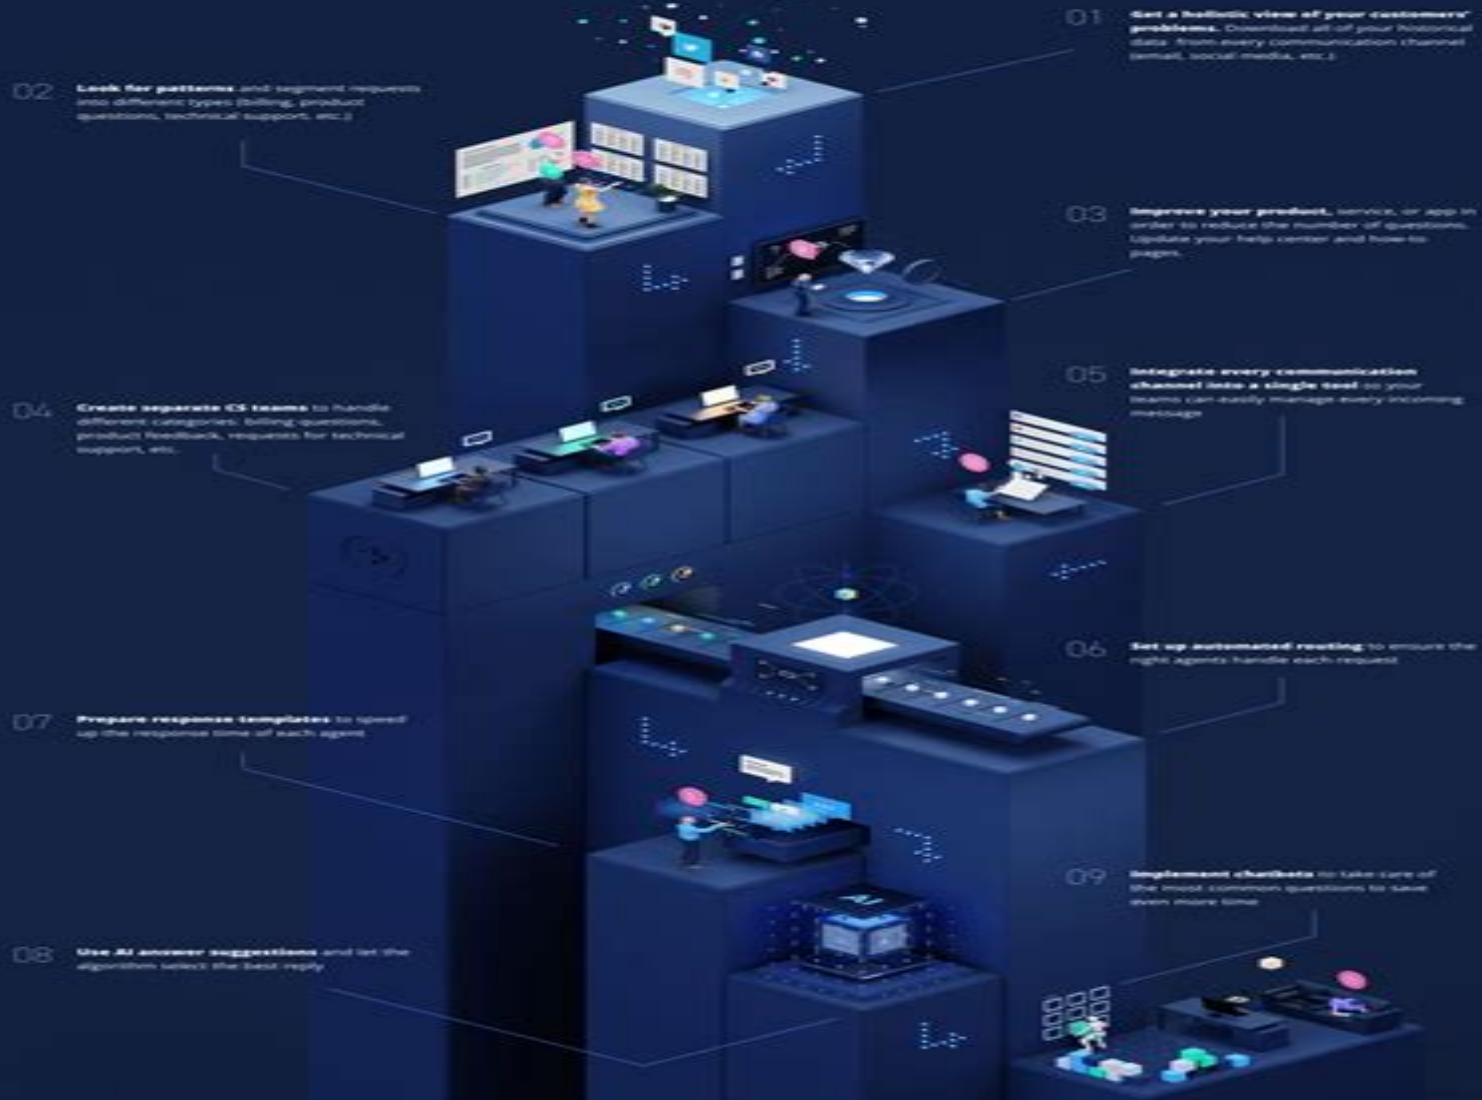 01
Get a holistic view of your customers'
problems. Download all of your historical
data from every communication channel
(email, social media, etc.)
02
Look for patterns and segment requests
into different types (billing, product
questions, technical support, etc.)
03
Improve your product, service, or app in
order to reduce the number of questions.
Update your help center and how-to
pages.
04
Create separate CS teams to handle
different categories: billing questions,
product feedback, requests for technical
support, etc.
05
Integrate every communication
channel into a single tool so your
teams can easily manage every incoming
message
06
Set up automated routing to ensure the
right agents handle each request
07
Prepare response templates to speed
up the response time of each agent
AI
08
Use AI answer suggestions and let the
algorithm select the best reply
09
Implement chatbots to take care of
the most common questions to save
even more time